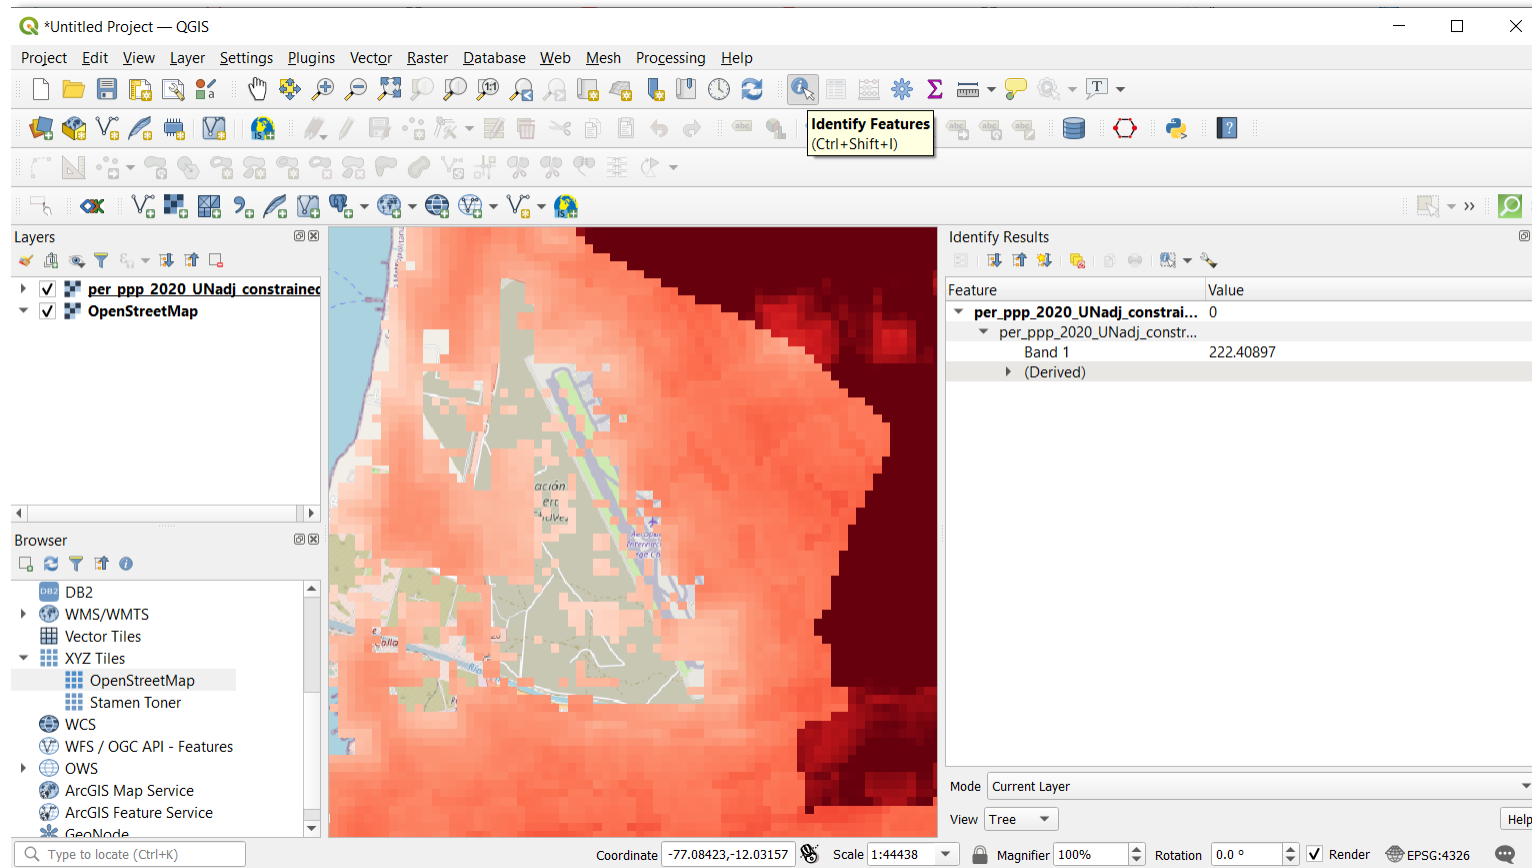 *Untitled Project — QGIS
Project Edit View Layer Settings Plugins Vector Raster Database Web Mesh Processing Help
Identify Features
(Ctrl+Shift+I)
Layers
per_ppp_2020_UNadj_constrained
OpenStreetMap
Browser
DB2
WMS/WMTS
Vector Tiles
XYZ Tiles
OpenStreetMap
Stamen Toner
WCS
WFS / OGC API - Features
OWS
ArcGIS Map Service
ArcGIS Feature Service
GeoNode
Identify Results
Feature Value
per_ppp_2020_UNadj_constrai... 0
per_ppp_2020_UNadj_constr...
Band 1 222.40897
(Derived)
Mode Current Layer
View Tree Help
Type to locate (Ctrl+K) Coordinate -77.08423,-12.03157 Scale 1:44438 Magnifier 100% Rotation 0.0 ° Render EPSG:4326